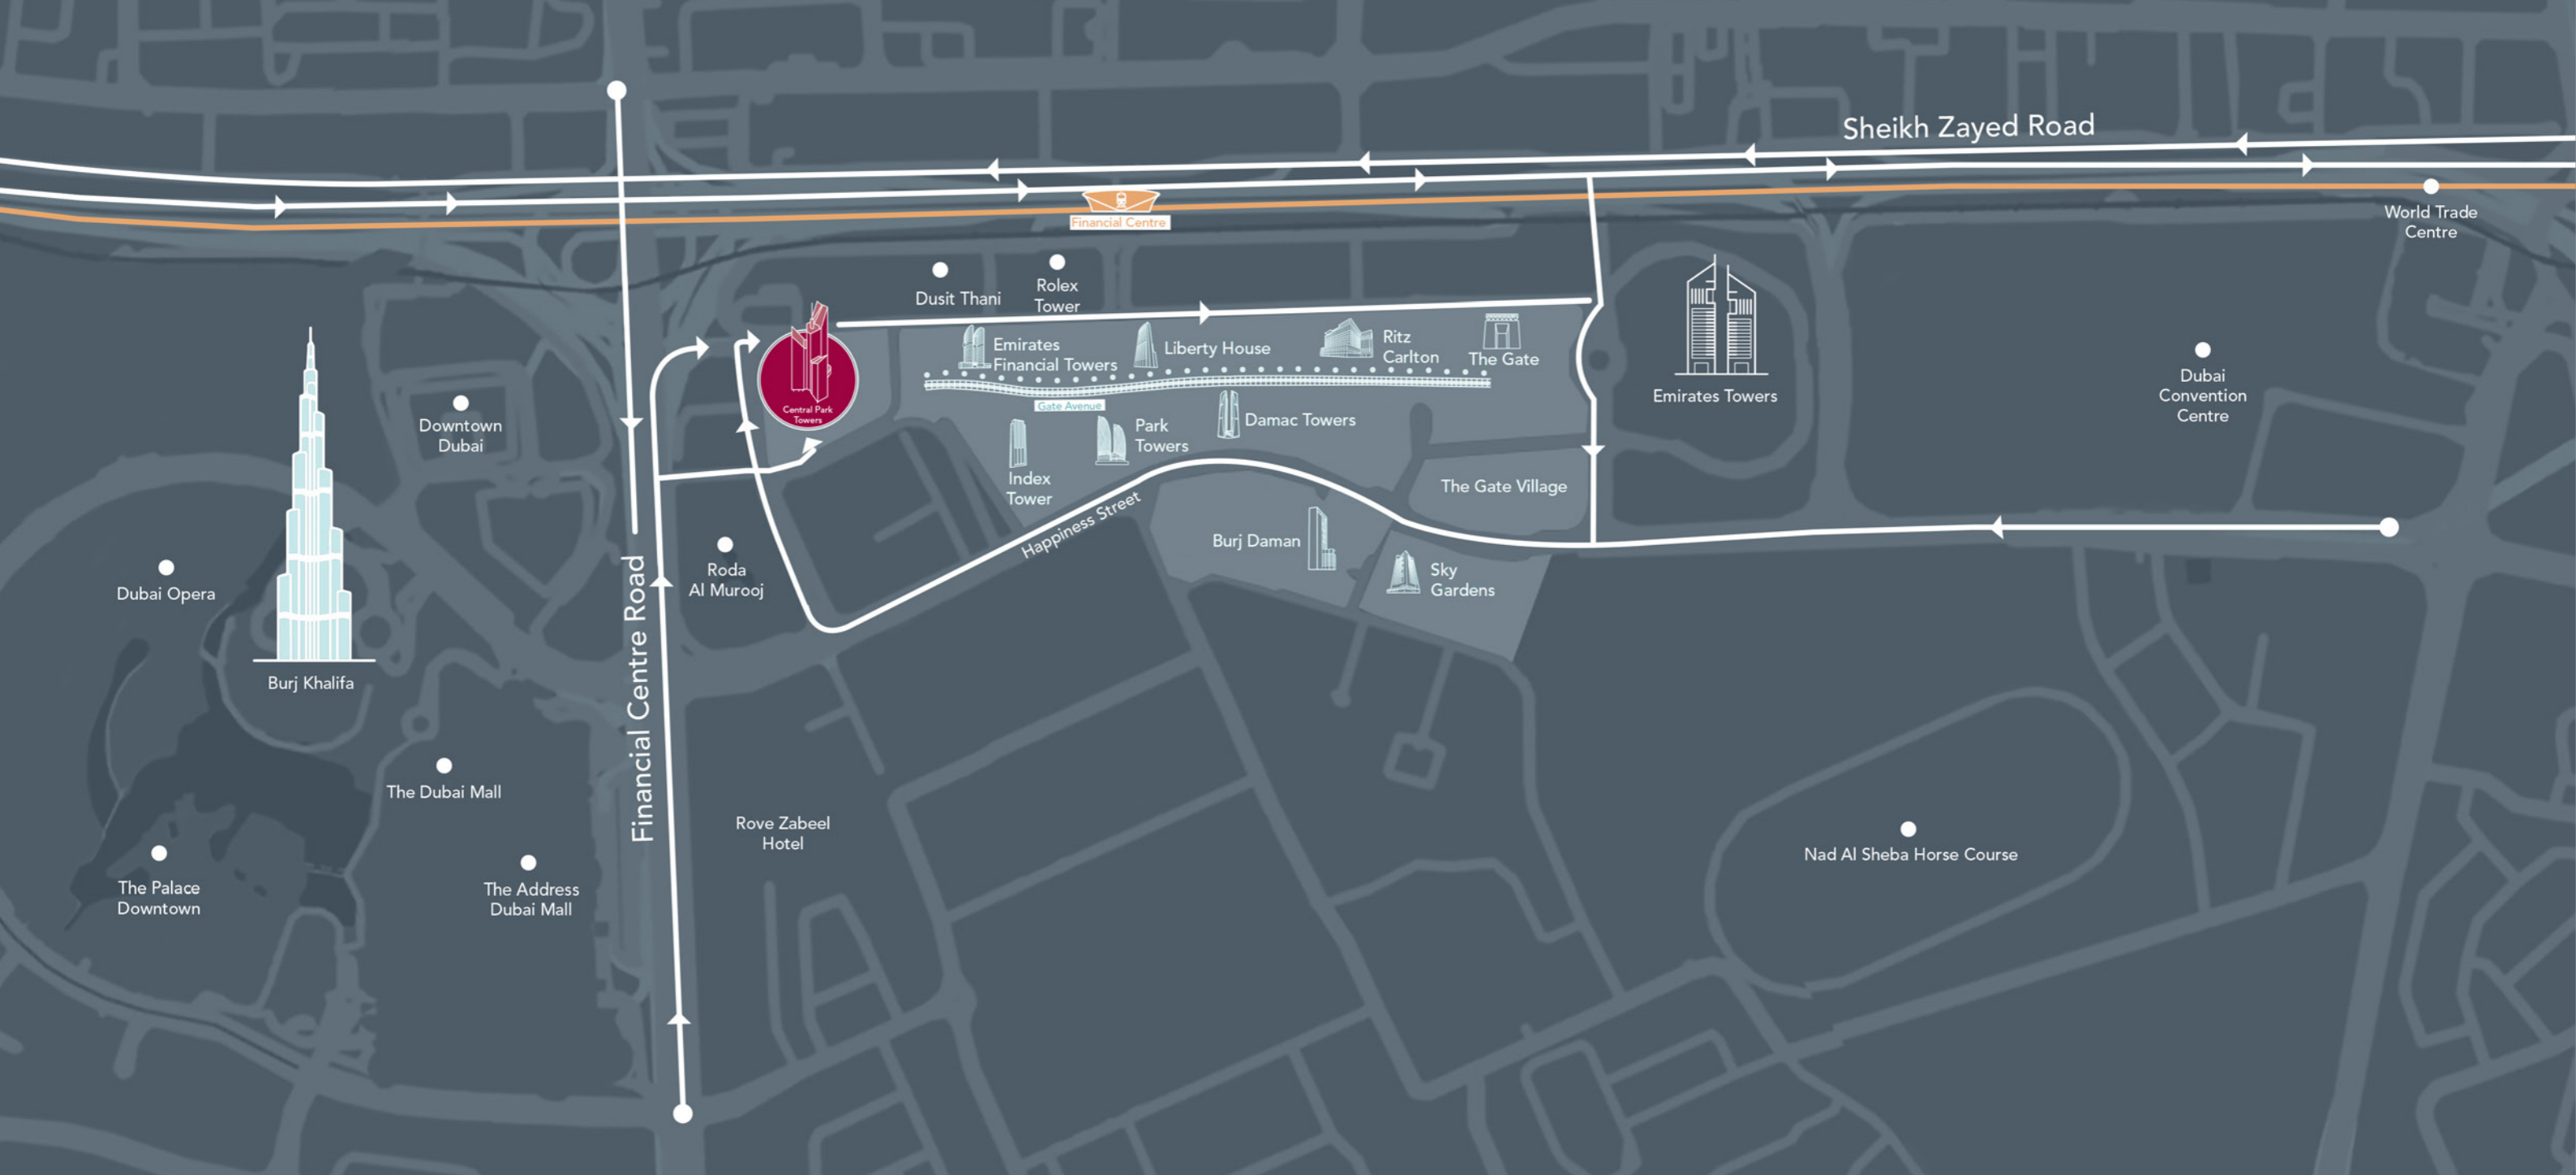 Sheikh Zayed Road
Financial Centre
World Trade
Centre
Dusit Thani
Rolex
Tower
Emirates
Financial Towers
Liberty House
Ritz
Carlton
The Gate
Emirates Towers
Dubai
Convention
Centre
Central Park
Towers
Gate Avenue
Downtown
Dubai
Park
Towers
Damac Towers
Index
Tower
The Gate Village
Happiness Street
Burj Daman
Sky
Gardens
Roda
Al Murooj
Dubai Opera
Burj Khalifa
Financial Centre Road
The Dubai Mall
Rove Zabeel
Hotel
Nad Al Sheba Horse Course
The Palace
Downtown
The Address
Dubai Mall